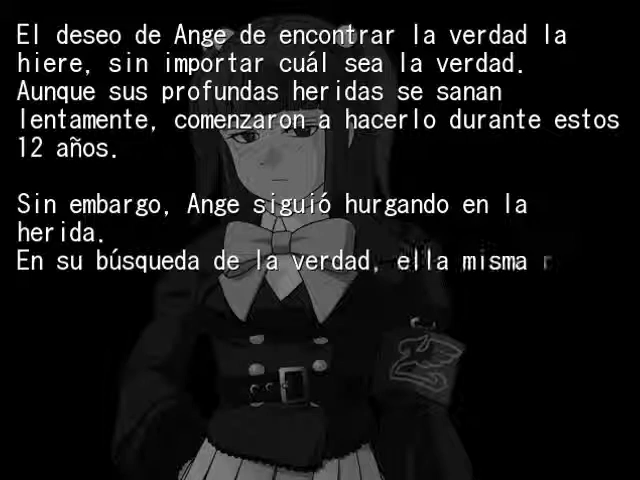 El deseo de Ange de encontrar la verdad la
hiere, sin importar cuál sea la verdad.
Aunque sus profundas heridas se sanan
lentamente, comenzaron a hacerlo durante estos
12 años.
Sin embargo, Ange siguió hurgando en la
herida.
En su búsqueda de la verdad, ella misma